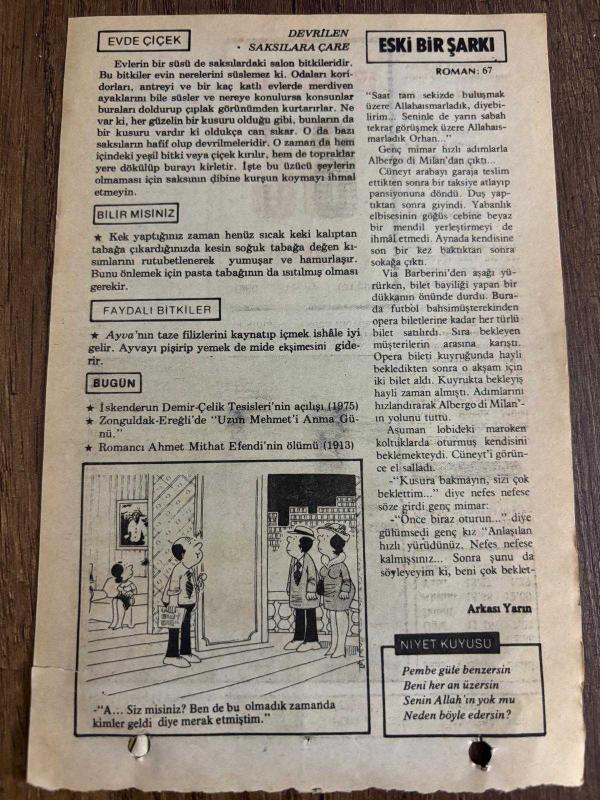 EVDE ÇİÇEK
DEVRİLEN
SAKSILARA ÇARE
Evlerin bir süsü de saksılardaki salon bitkileridir.
Bu bitkiler evin nerelerini süslemez ki. Odaları kori-
dorları, antreyi ve bir kaç katlı evlerde merdiven
ayaklarını bile süsler ve nereye konulursa konsunlar
buraları doldurup çıplak görünümden kurtarırlar. Ne
var ki, her güzelin bir kusuru olduğu gibi, bunların da
bir kusuru vardır ki oldukça can sıkar. O da bazı
saksıların hafif olup devrilmeleridir. O zaman da hem
içindeki yeşil bitki veya çiçek kırılır, hem de topraklar
yere dökülüp burayı kirletir. İşte bu üzücü şeylerin
olmaması için saksının dibine kurşun koymayı ihmal
etmeyin.
BİLİR MİSİNİZ
★ Kek yaptığınız zaman henüz sıcak keki kalıptan
tabağa çıkardığınızda kesin soğuk tabağa değen kı-
sımlarını rutubetlenerek yumuşar ve hamurlaşır.
Bunu önlemek için pasta tabağının da ısıtılmış olması
gerekir.
FAYDALI BİTKİLER
★ Ayva'nın taze filizlerini kaynatıp içmek ishâle iyi
gelir. Ayvayı pişirip yemek de mide ekşimesini gide-
rir.
BUGÜN
★ İskenderun Demir-Çelik Tesisleri'nin açılışı (1975)
★ Zonguldak-Ereğli'de "Uzun Mehmet'i Anma Gü-
nü."
★ Romancı Ahmet Mithat Efendi'nin ölümü (1913)
-"A... Siz misiniz? Ben de bu olmadık zamanda
kimler geldi diye merak etmiştim."
ESKİ BİR ŞARKI
ROMAN: 67
"Saat tam sekizde buluşmak
üzere Allahaısmarladık, diyebi-
lirim... Seninle de yarın sabah
tekrar görüşmek üzere Allahaıs-
marladık Orhan..."
Genç mimar hızlı adımlarla
Albergo di Milan'dan çıktı...
Cüneyt arabayı garaja teslim
ettikten sonra bir taksiye atlayıp
pansiyonuna döndü. Duş yap-
tıktan sonra giyindi. Yabanlık
elbisesinin göğüs cebine beyaz
bir mendil yerleştirmeyi de
ihmâl etmedi. Aynada kendisine
son bir kez baktıktan sonra
sokağa çıktı.
Via Barberini'den aşağı yü-
rürken, bilet bayiliği yapan bir
dükkanın önünde durdu. Bura-
da futbol bahsimüşterekinden
opera biletlerine kadar her türlü
bilet satılırdı. Sıra bekleyen
müşterilerin arasına karıştı.
Opera bileti kuyruğunda hayli
bekledikten sonra o akşam için
iki bilet aldı. Kuyrukta bekleyiş
hayli zaman almıştı. Adımlarını
hızlandırarak Albergo di Milan'-
ın yolunu tuttu.
Asuman lobideki maroken
koltuklarda oturmuş kendisini
beklemekteydi. Cüneyt'i görün-
ce el salladı.
-"Kusura bakmayın, sizi çok
beklettim..." diye nefes nefese
söze girdi genç mimar:
-"Önce biraz oturun..." diye
gülümsedi genç kız "Anlaşılan
hızlı yürüdünüz. Nefes nefese
kalmışsınız... Sonra şunu da
söyleyeyim ki, beni çok beklet-
Arkası Yarın
NİYET KUYUSU
Pembe güle benzersin
Beni her an üzersin
Senin Allah'ın yok mu
Neden böyle edersin?